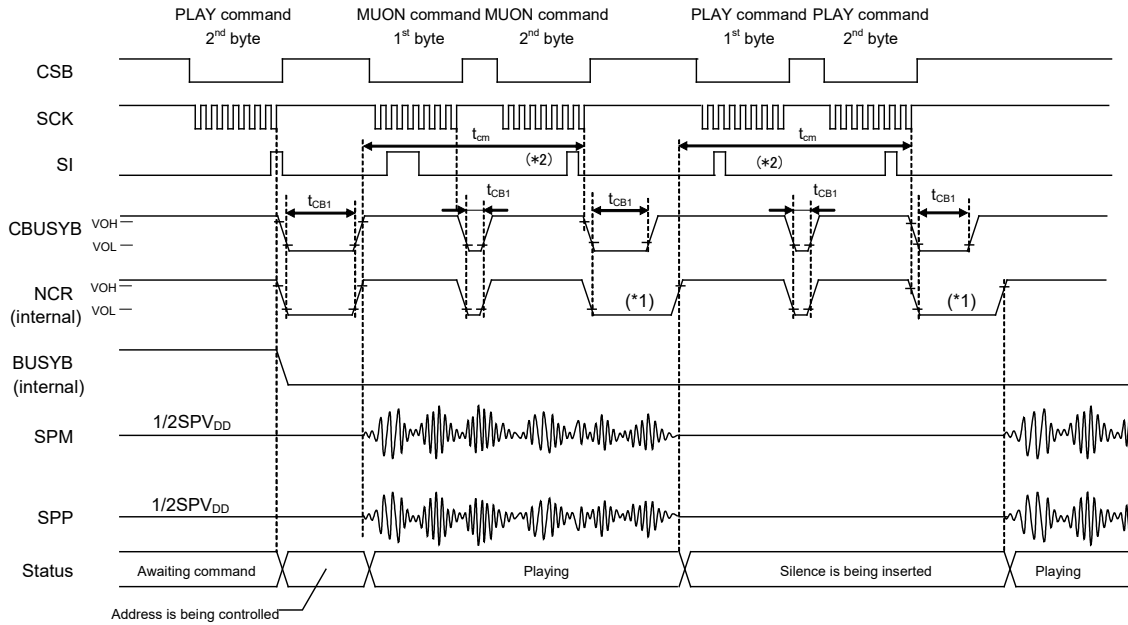 PLAY command MUON command MUON command PLAY command PLAY command
2nd byte 1st byte 2nd byte 1st byte 2nd byte
CSB
SCK
tcm tcm
SI (*2) (*2)
tCB1 tCB1 tCB1 tCB1 tCB1
CBUSYB VOH
VOL
NCR VOH
(internal) VOL (*1) (*1)
BUSYB
(internal)
1/2SPVDD
SPM
1/2SPVDD
SPP
Status Awaiting command Playing Silence is being inserted Playing
Address is being controlled